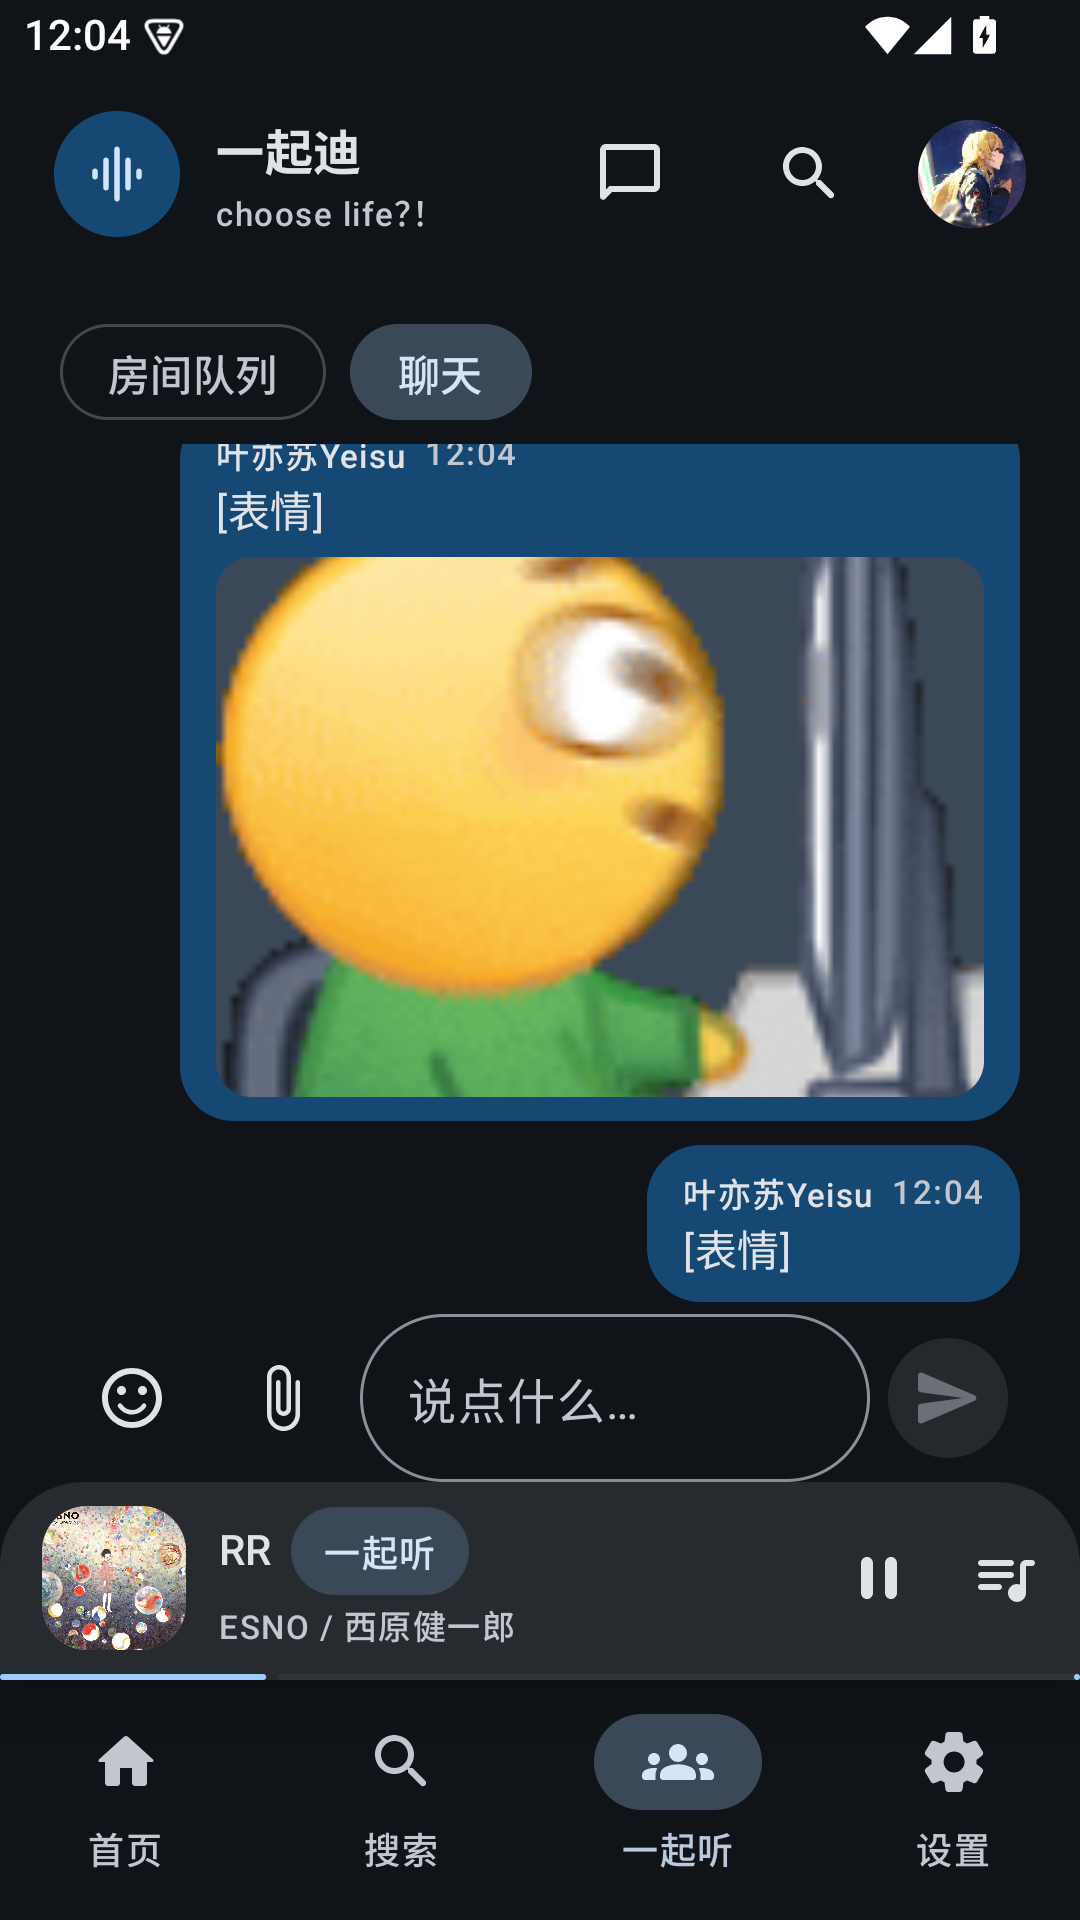 12:04
一起迪
choose life?!
房间队列
聊天
叶亦苏Yeisu 12:04
[表情]
叶亦苏Yeisu 12:04
[表情]
说点什么...
RR 一起听
ESNO / 西原健一郎
首页
搜索
一起听
设置